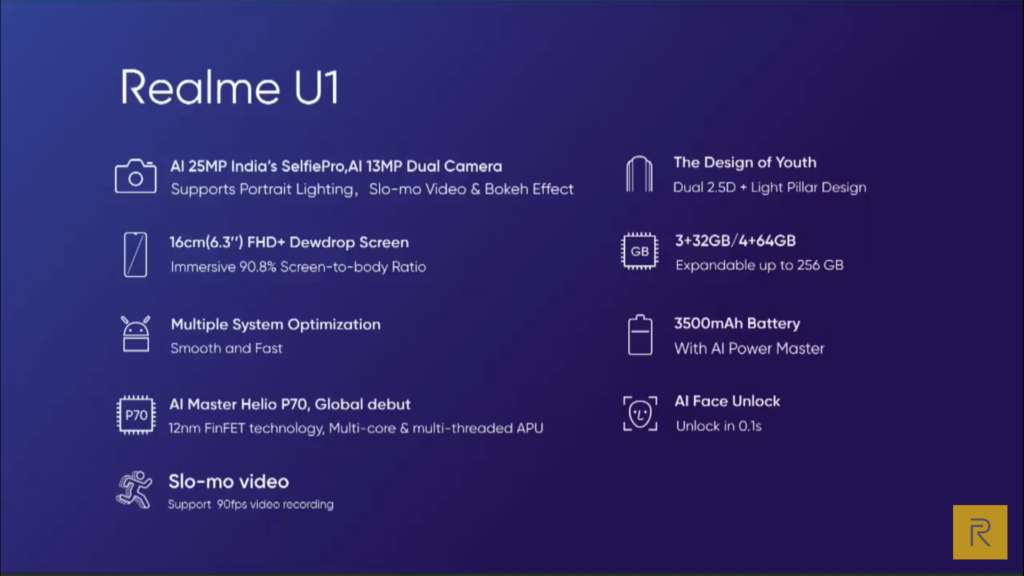 Realme U1
AI 25MP India's SelfiePro,AI 13MP Dual Camera
Supports Portrait Lighting, Slo-mo Video & Bokeh Effect
16cm(6.3'') FHD+ Dewdrop Screen
Immersive 90.8% Screen-to-body Ratio
Multiple System Optimization
Smooth and Fast
P70
AI Master Helio P70, Global debut
12nm FinFET technology, Multi-core & multi-threaded APU
Slo-mo video
Support 90fps video recording
The Design of Youth
Dual 2.5D + Light Pillar Design
GB
3+32GB/4+64GB
Expandable up to 256 GB
3500mAh Battery
With AI Power Master
AI Face Unlock
Unlock in 0.1s
R